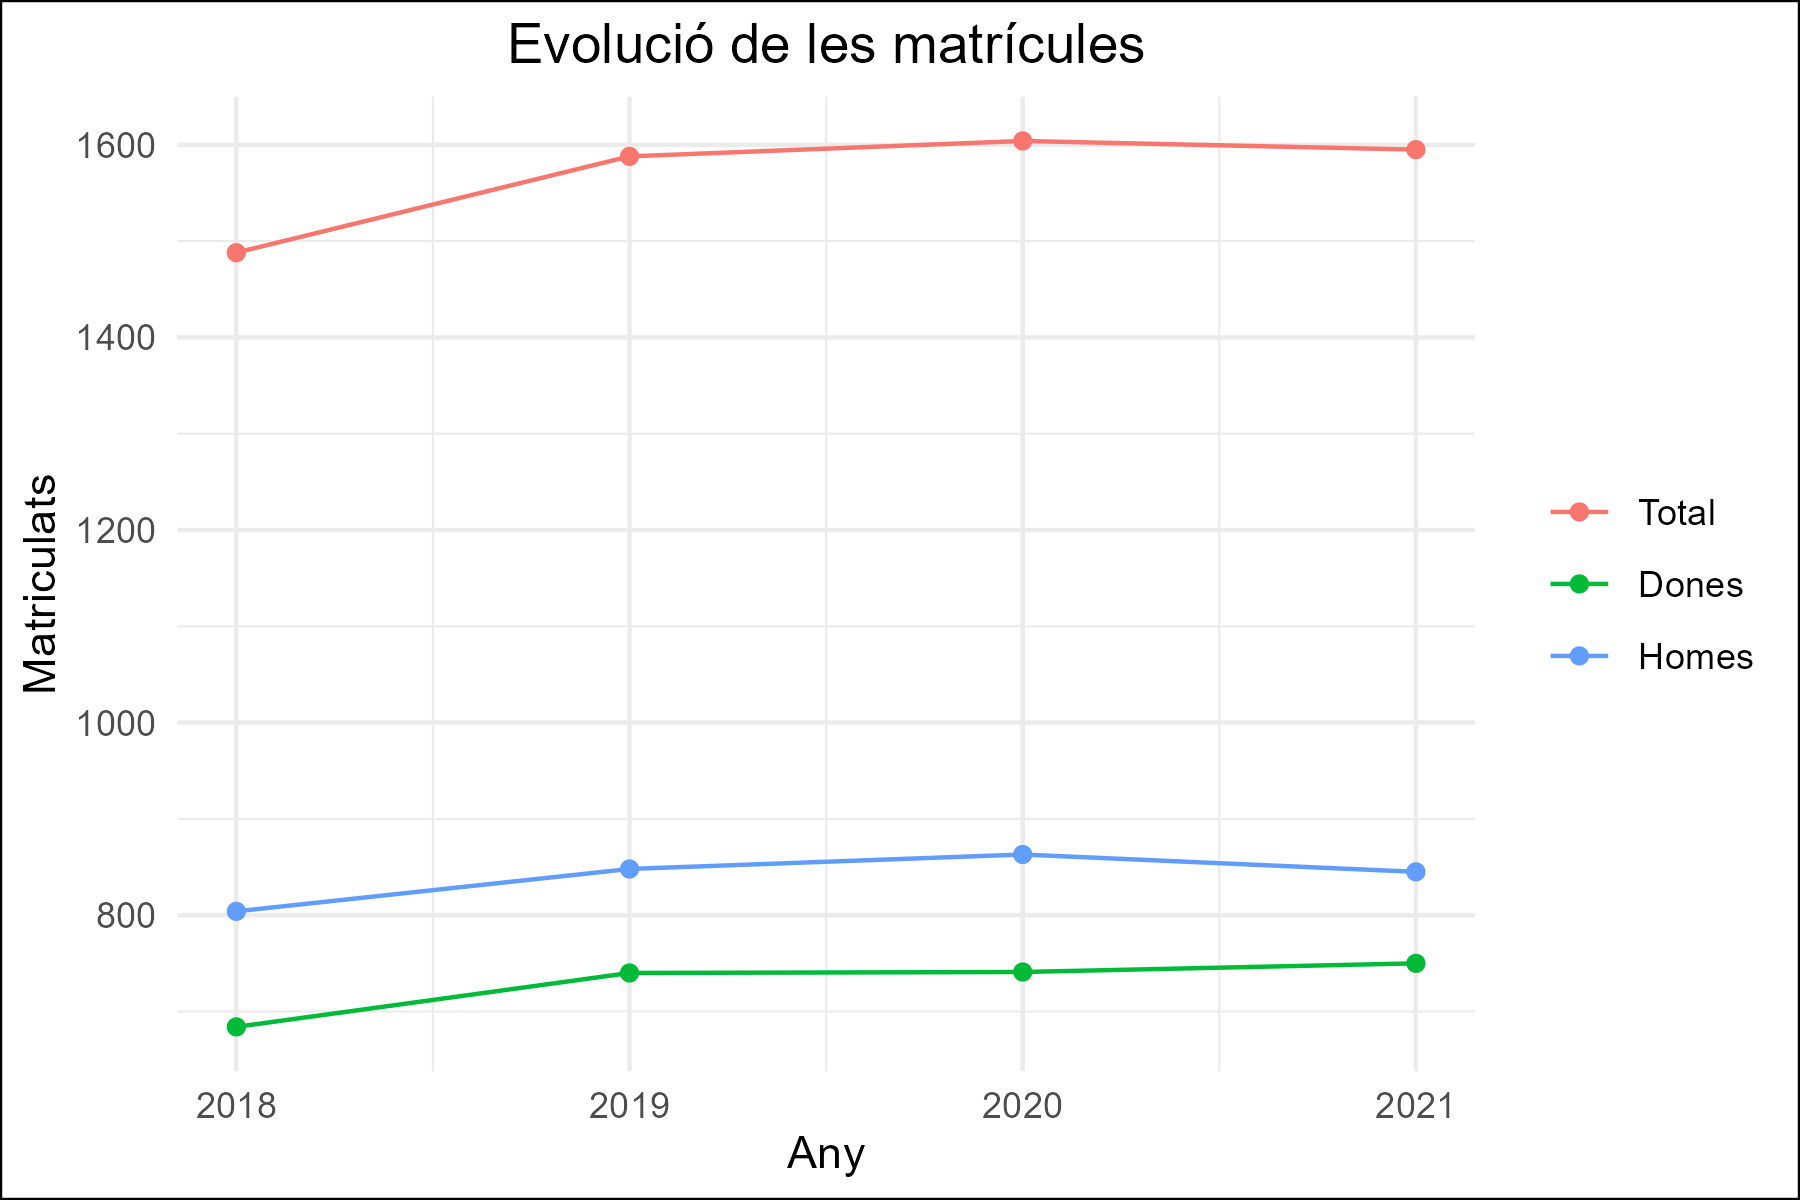 Evolució de les matrícules
Matriculats
1600
1400
1200
1000
800
2018
2019
2020
2021
Any
Total
Dones
Homes